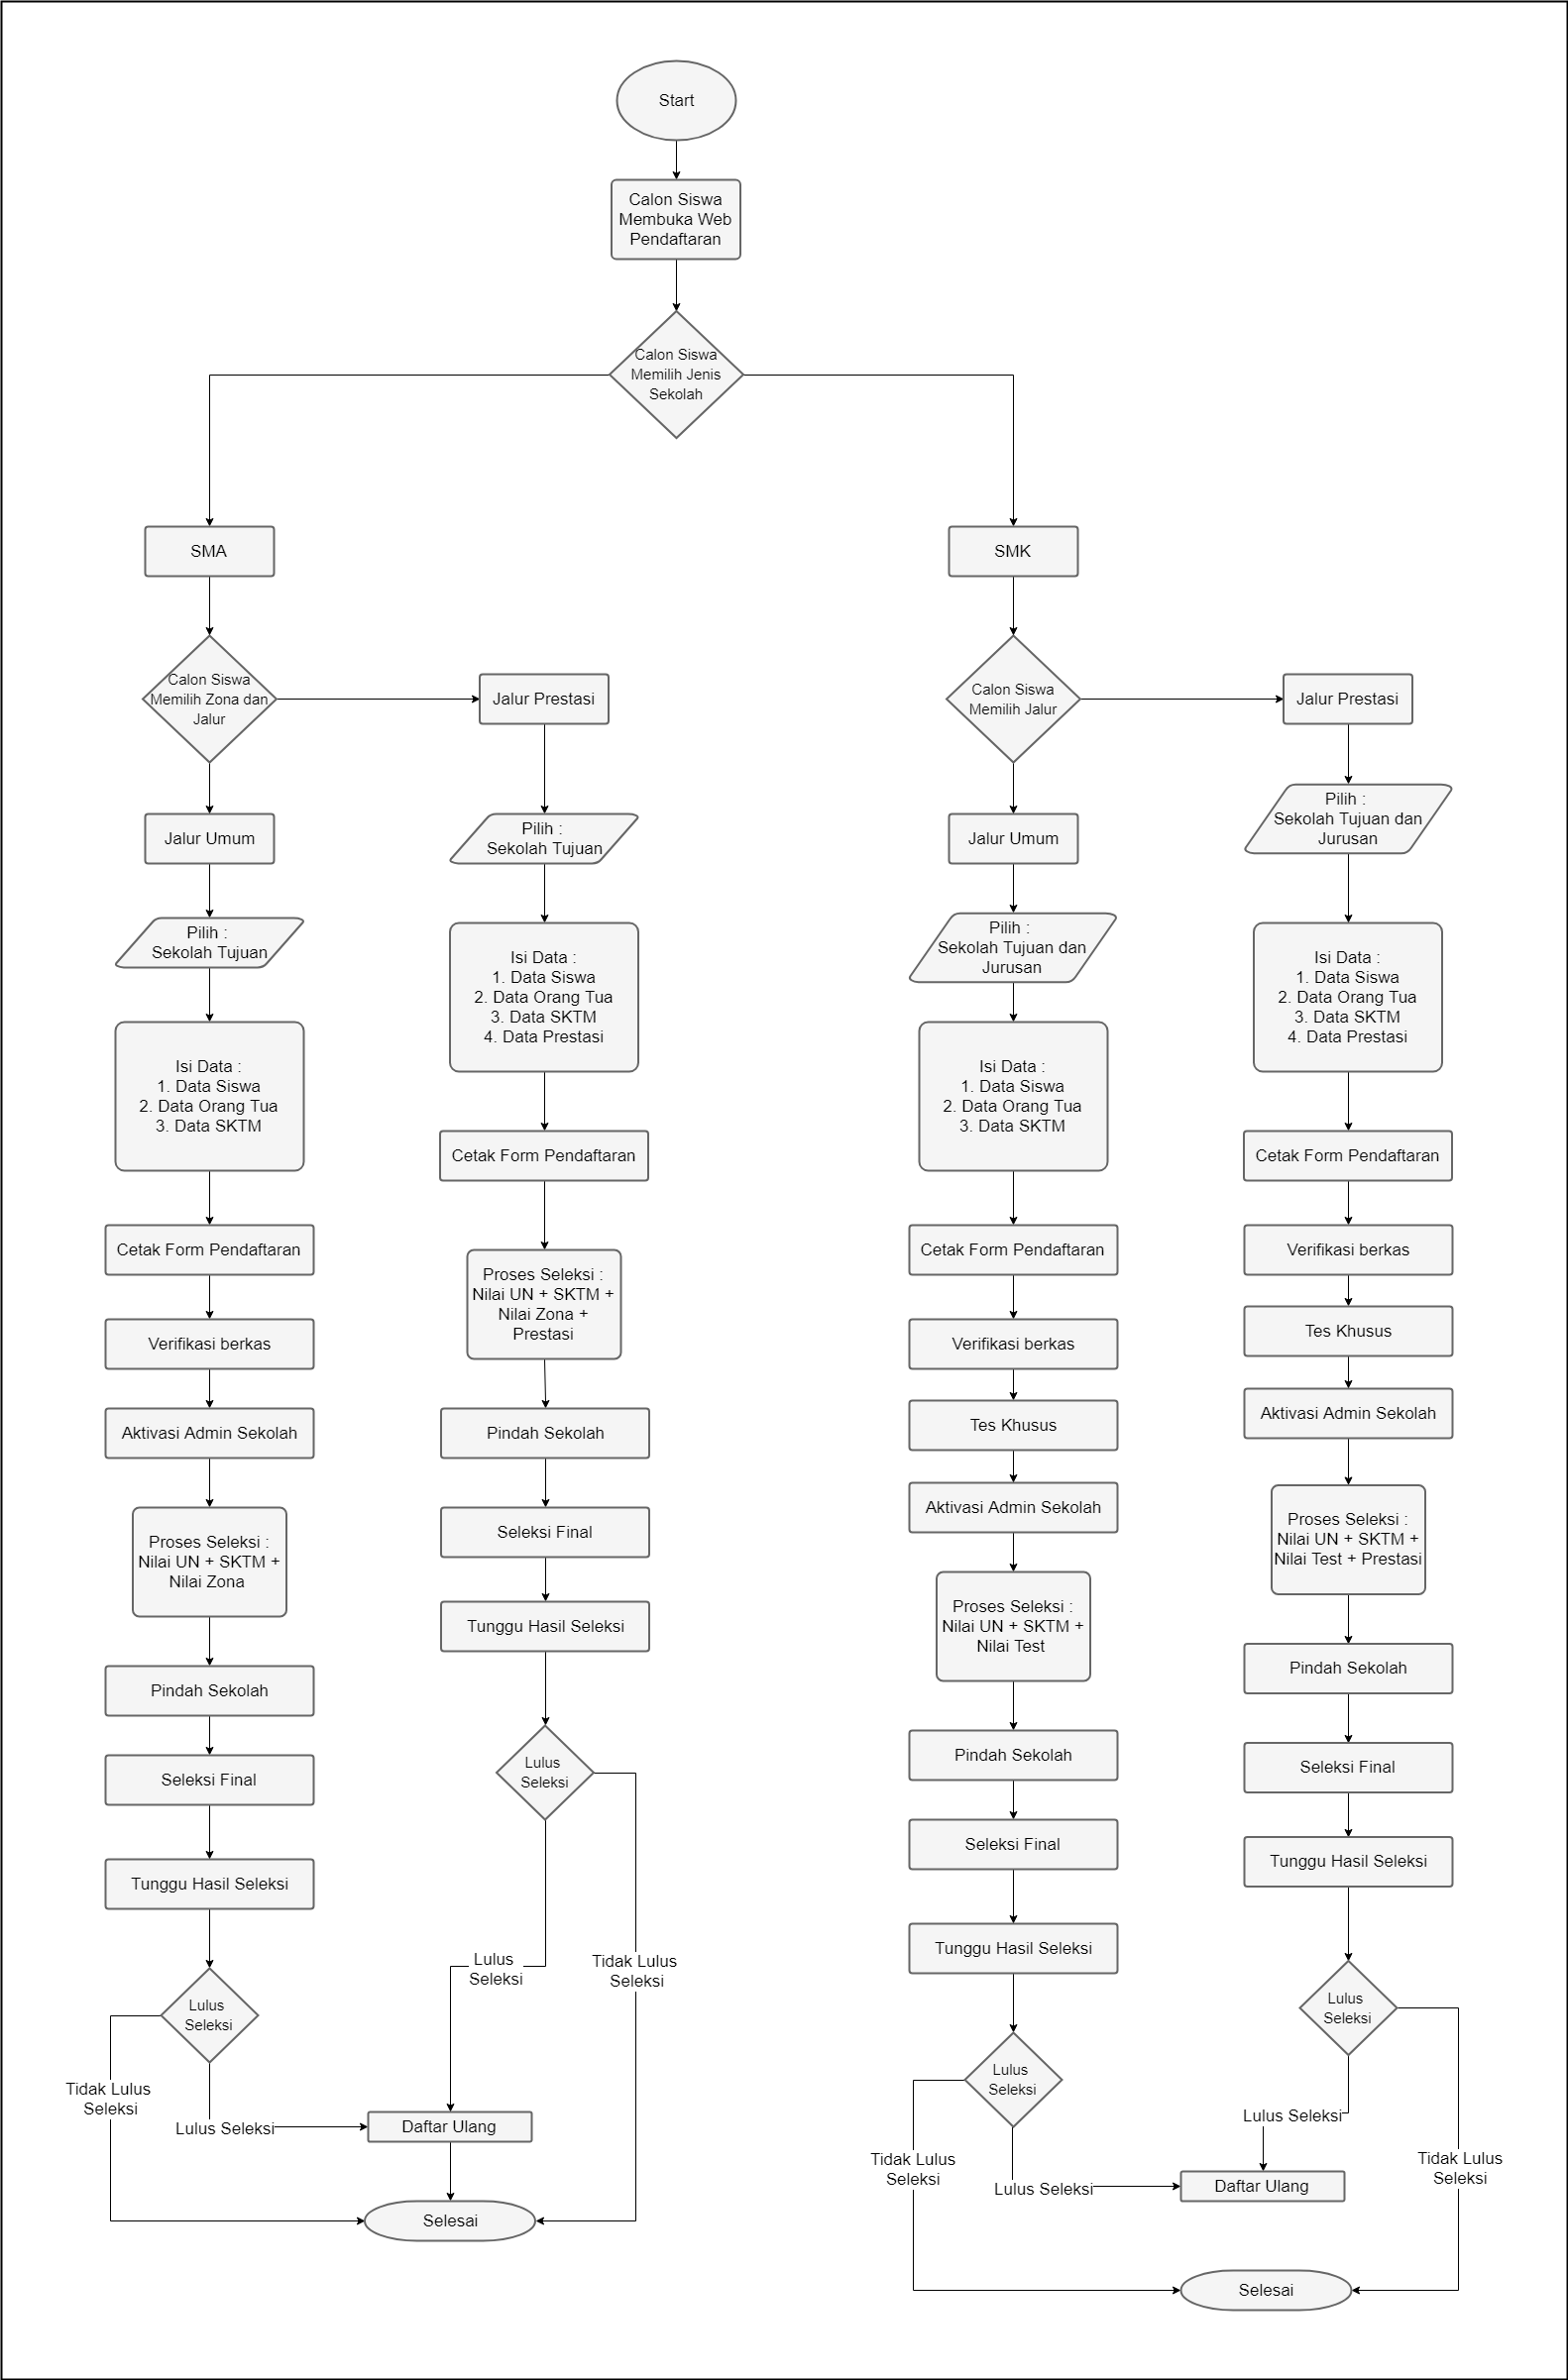 Start
Calon Siswa
Membuka Web
Pendaftaran
Calon Siswa
Memilih Jenis
Sekolah
SMA
Calon Siswa
Memilih Zona dan
Jalur
Jalur Umum
Pilih :
Sekolah Tujuan
Isi Data :
1. Data Siswa
2. Data Orang Tua
3. Data SKTM
Cetak Form Pendaftaran
Verifikasi berkas
Aktivasi Admin Sekolah
Proses Seleksi :
Nilai UN + SKTM +
Nilai Zona
Pindah Sekolah
Seleksi Final
Tunggu Hasil Seleksi
Lulus
Seleksi
Tidak Lulus
Seleksi
Lulus Seleksi
Jalur Prestasi
Pilih :
Sekolah Tujuan
Isi Data :
1. Data Siswa
2. Data Orang Tua
3. Data SKTM
4. Data Prestasi
Cetak Form Pendaftaran
Proses Seleksi :
Nilai UN + SKTM +
Nilai Zona +
Prestasi
Pindah Sekolah
Seleksi Final
Tunggu Hasil Seleksi
Lulus
Seleksi
Lulus
Seleksi
Tidak Lulus
Seleksi
Daftar Ulang
Selesai
SMK
Calon Siswa
Memilih Jalur
Jalur Umum
Pilih :
Sekolah Tujuan dan
Jurusan
Isi Data :
1. Data Siswa
2. Data Orang Tua
3. Data SKTM
Cetak Form Pendaftaran
Verifikasi berkas
Tes Khusus
Aktivasi Admin Sekolah
Proses Seleksi :
Nilai UN + SKTM +
Nilai Test
Pindah Sekolah
Seleksi Final
Tunggu Hasil Seleksi
Lulus
Seleksi
Tidak Lulus
Seleksi
Lulus Seleksi
Jalur Prestasi
Pilih :
Sekolah Tujuan dan
Jurusan
Isi Data :
1. Data Siswa
2. Data Orang Tua
3. Data SKTM
4. Data Prestasi
Cetak Form Pendaftaran
Verifikasi berkas
Tes Khusus
Aktivasi Admin Sekolah
Proses Seleksi :
Nilai UN + SKTM +
Nilai Test + Prestasi
Pindah Sekolah
Seleksi Final
Tunggu Hasil Seleksi
Lulus
Seleksi
Lulus Seleksi
Tidak Lulus
Seleksi
Daftar Ulang
Selesai